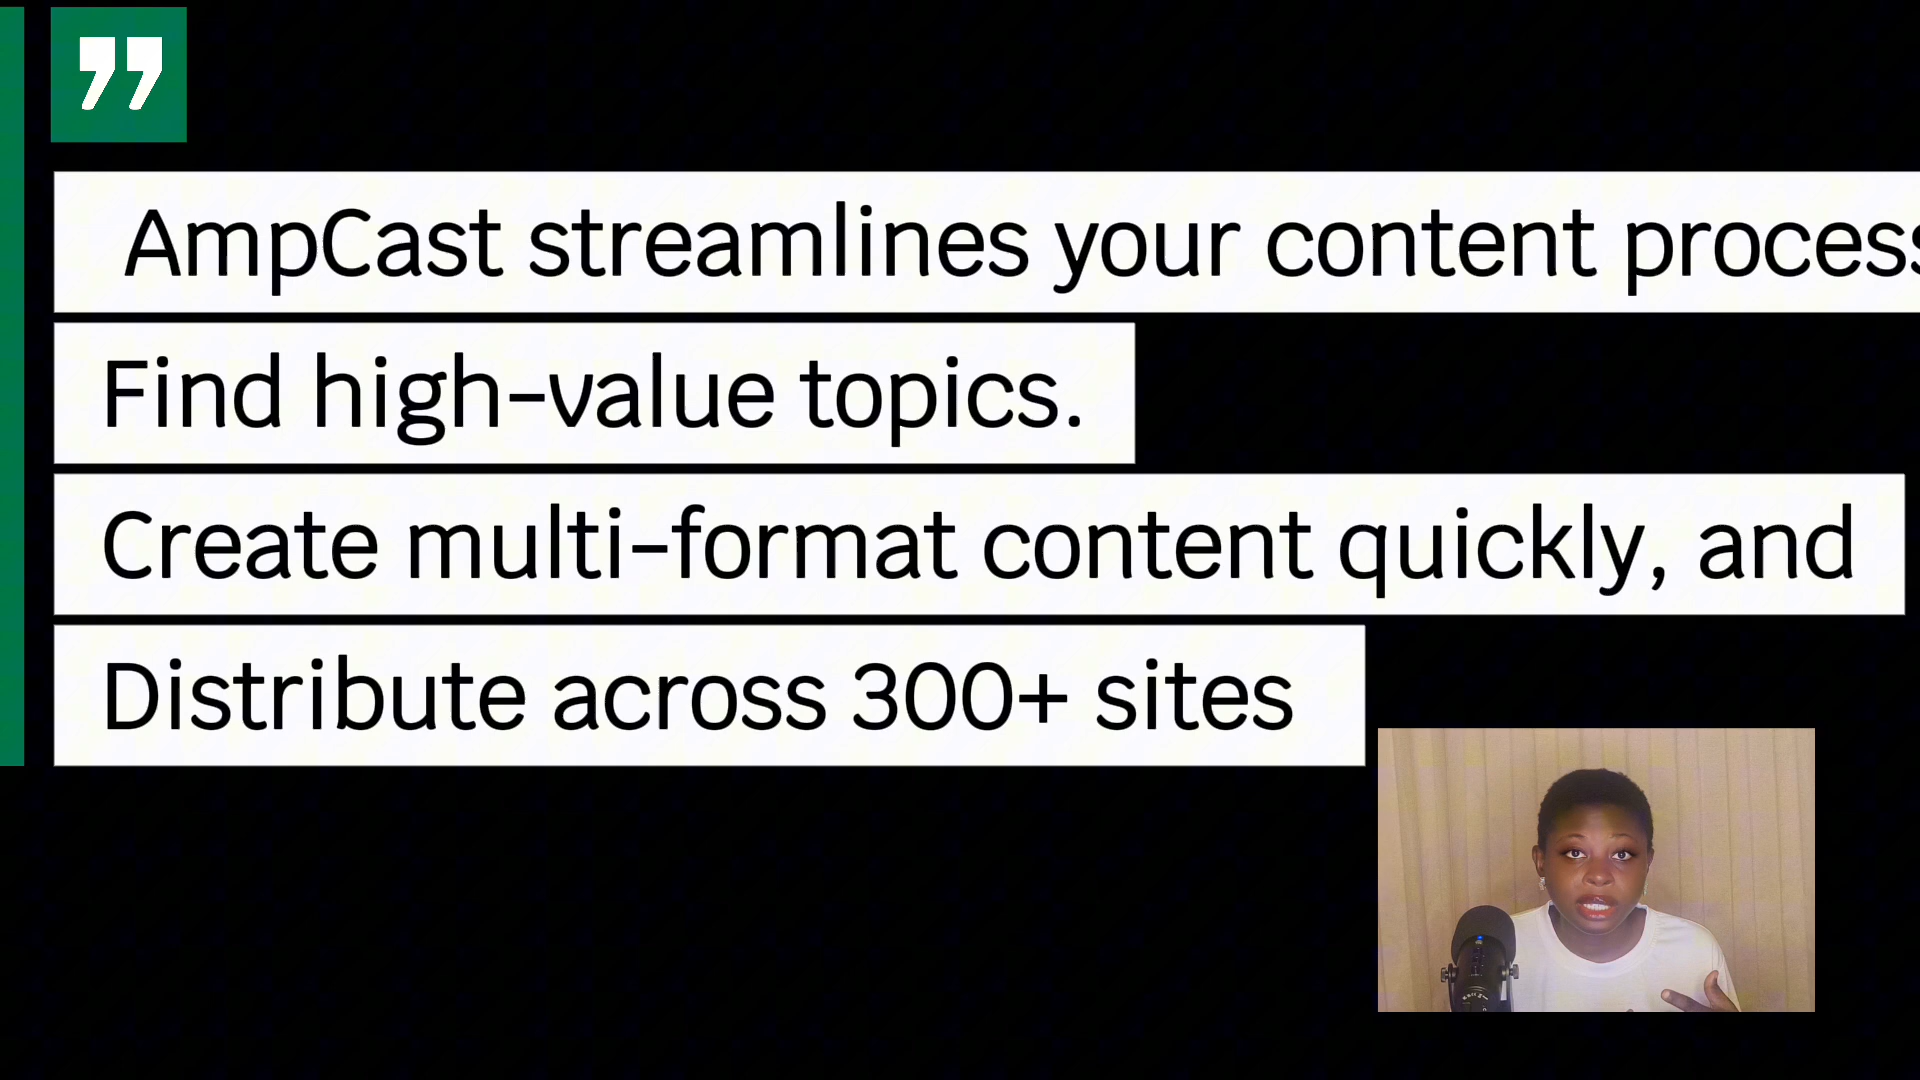 ”
AmpCast streamlines your content process
Find high-value topics.
Create multi-format content quickly, and
Distribute across 300+ sites